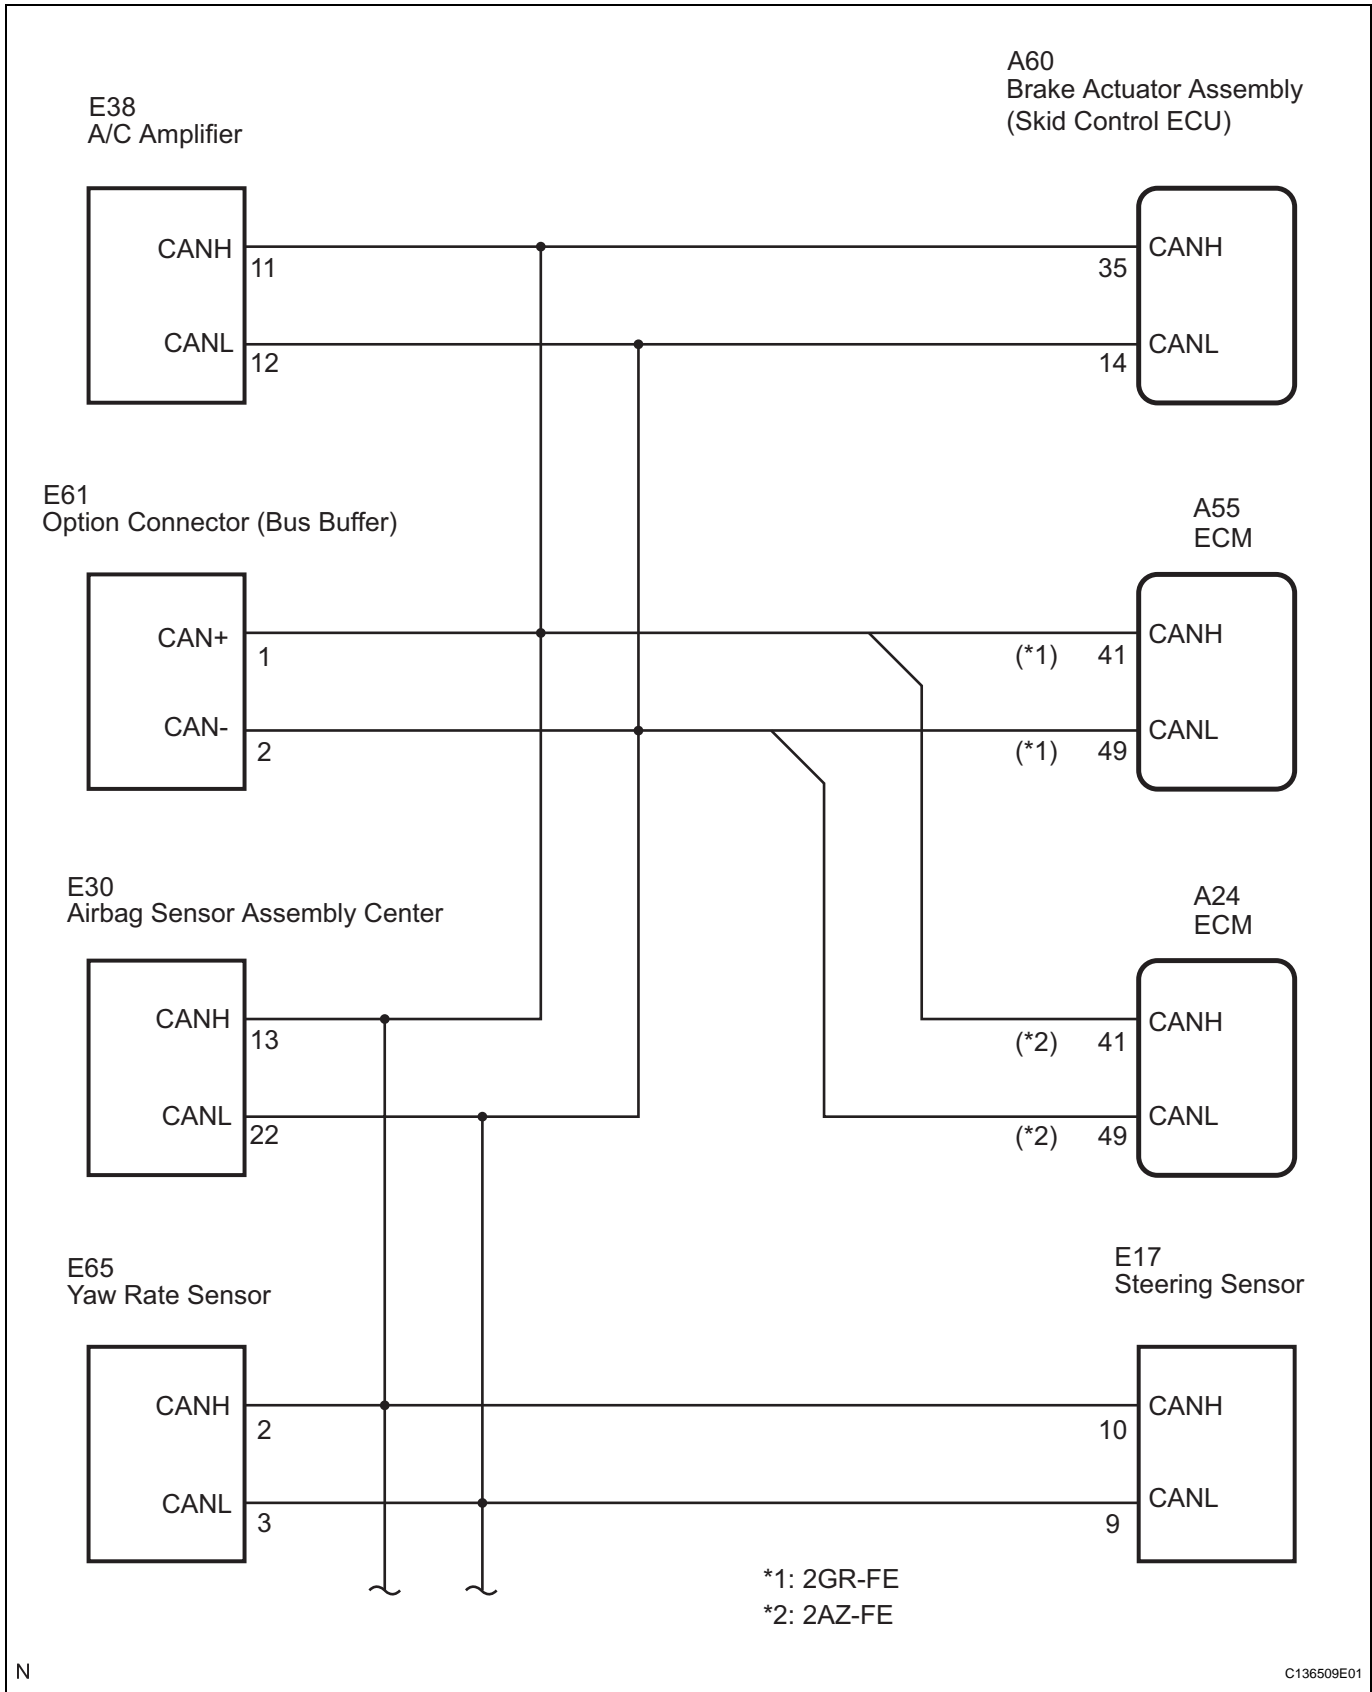 E38
A/C Amplifier
A60
Brake Actuator Assembly
(Skid Control ECU)
CANH
11
35
CANH
CANL
12
14
CANL
E61
Option Connector (Bus Buffer)
A55
ECM
CAN+
1
(*1)
41
CANH
CAN-
2
(*1)
49
CANL
E30
Airbag Sensor Assembly Center
A24
ECM
CANH
13
(*2)
41
CANH
CANL
22
(*2)
49
CANL
E65
Yaw Rate Sensor
E17
Steering Sensor
CANH
2
10
CANH
CANL
3
9
CANL
*1: 2GR-FE
*2: 2AZ-FE
N
C136509E01